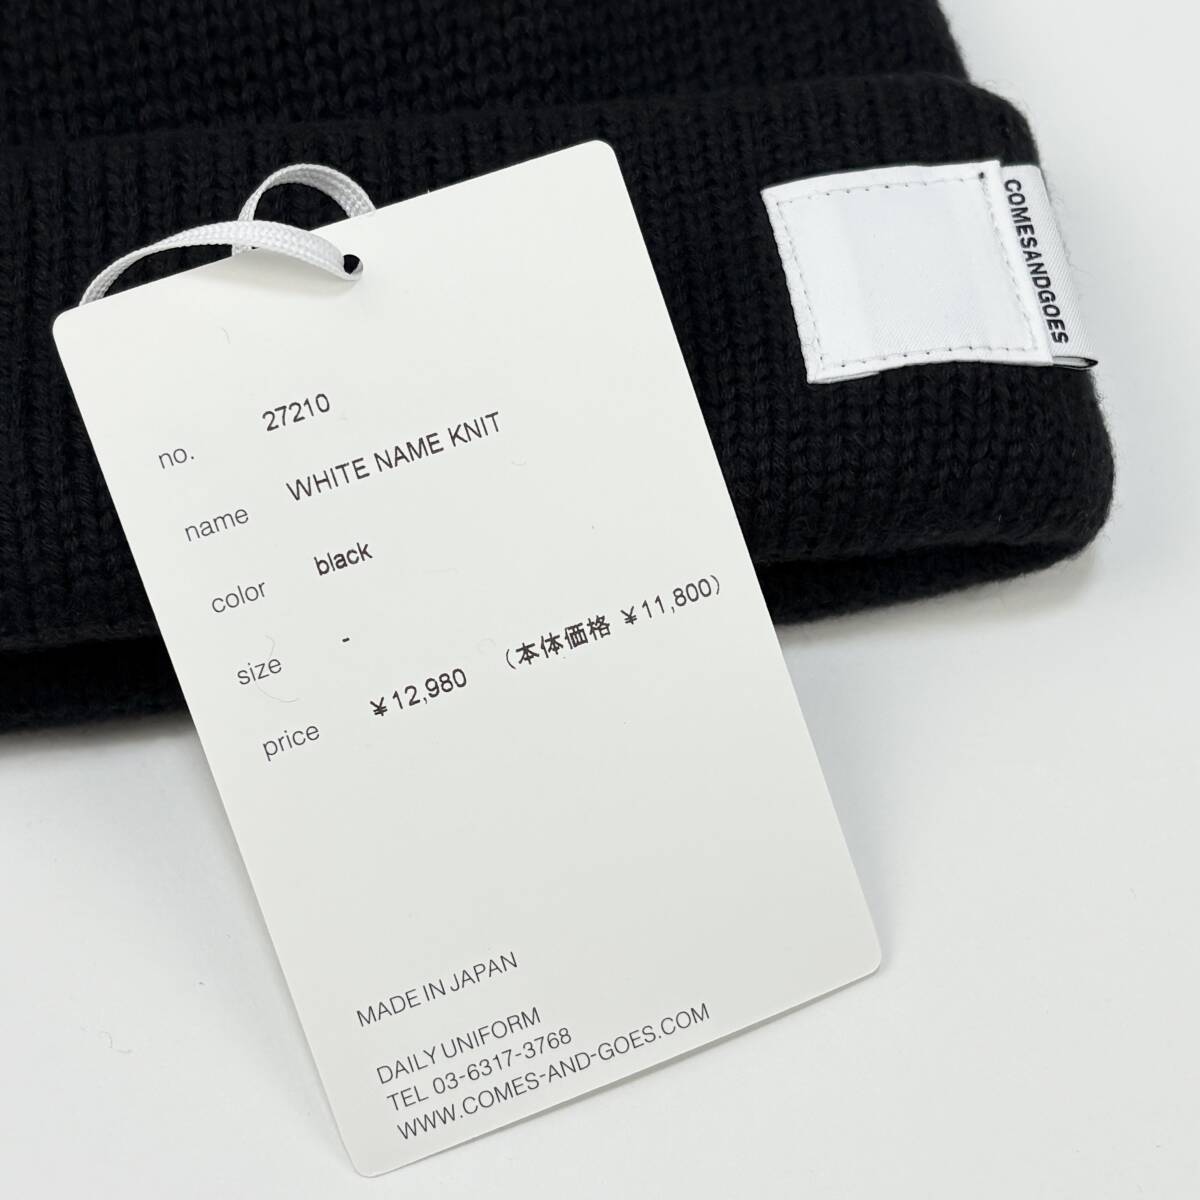 no. 27210
name WHITE NAME KNIT
color black
size -
price ¥12,980 （本体価格 ¥11,800）
MADE IN JAPAN
DAILY UNIFORM
TEL 03-6317-3768
WWW.COMES-AND-GOES.COM
COMESANDGOES